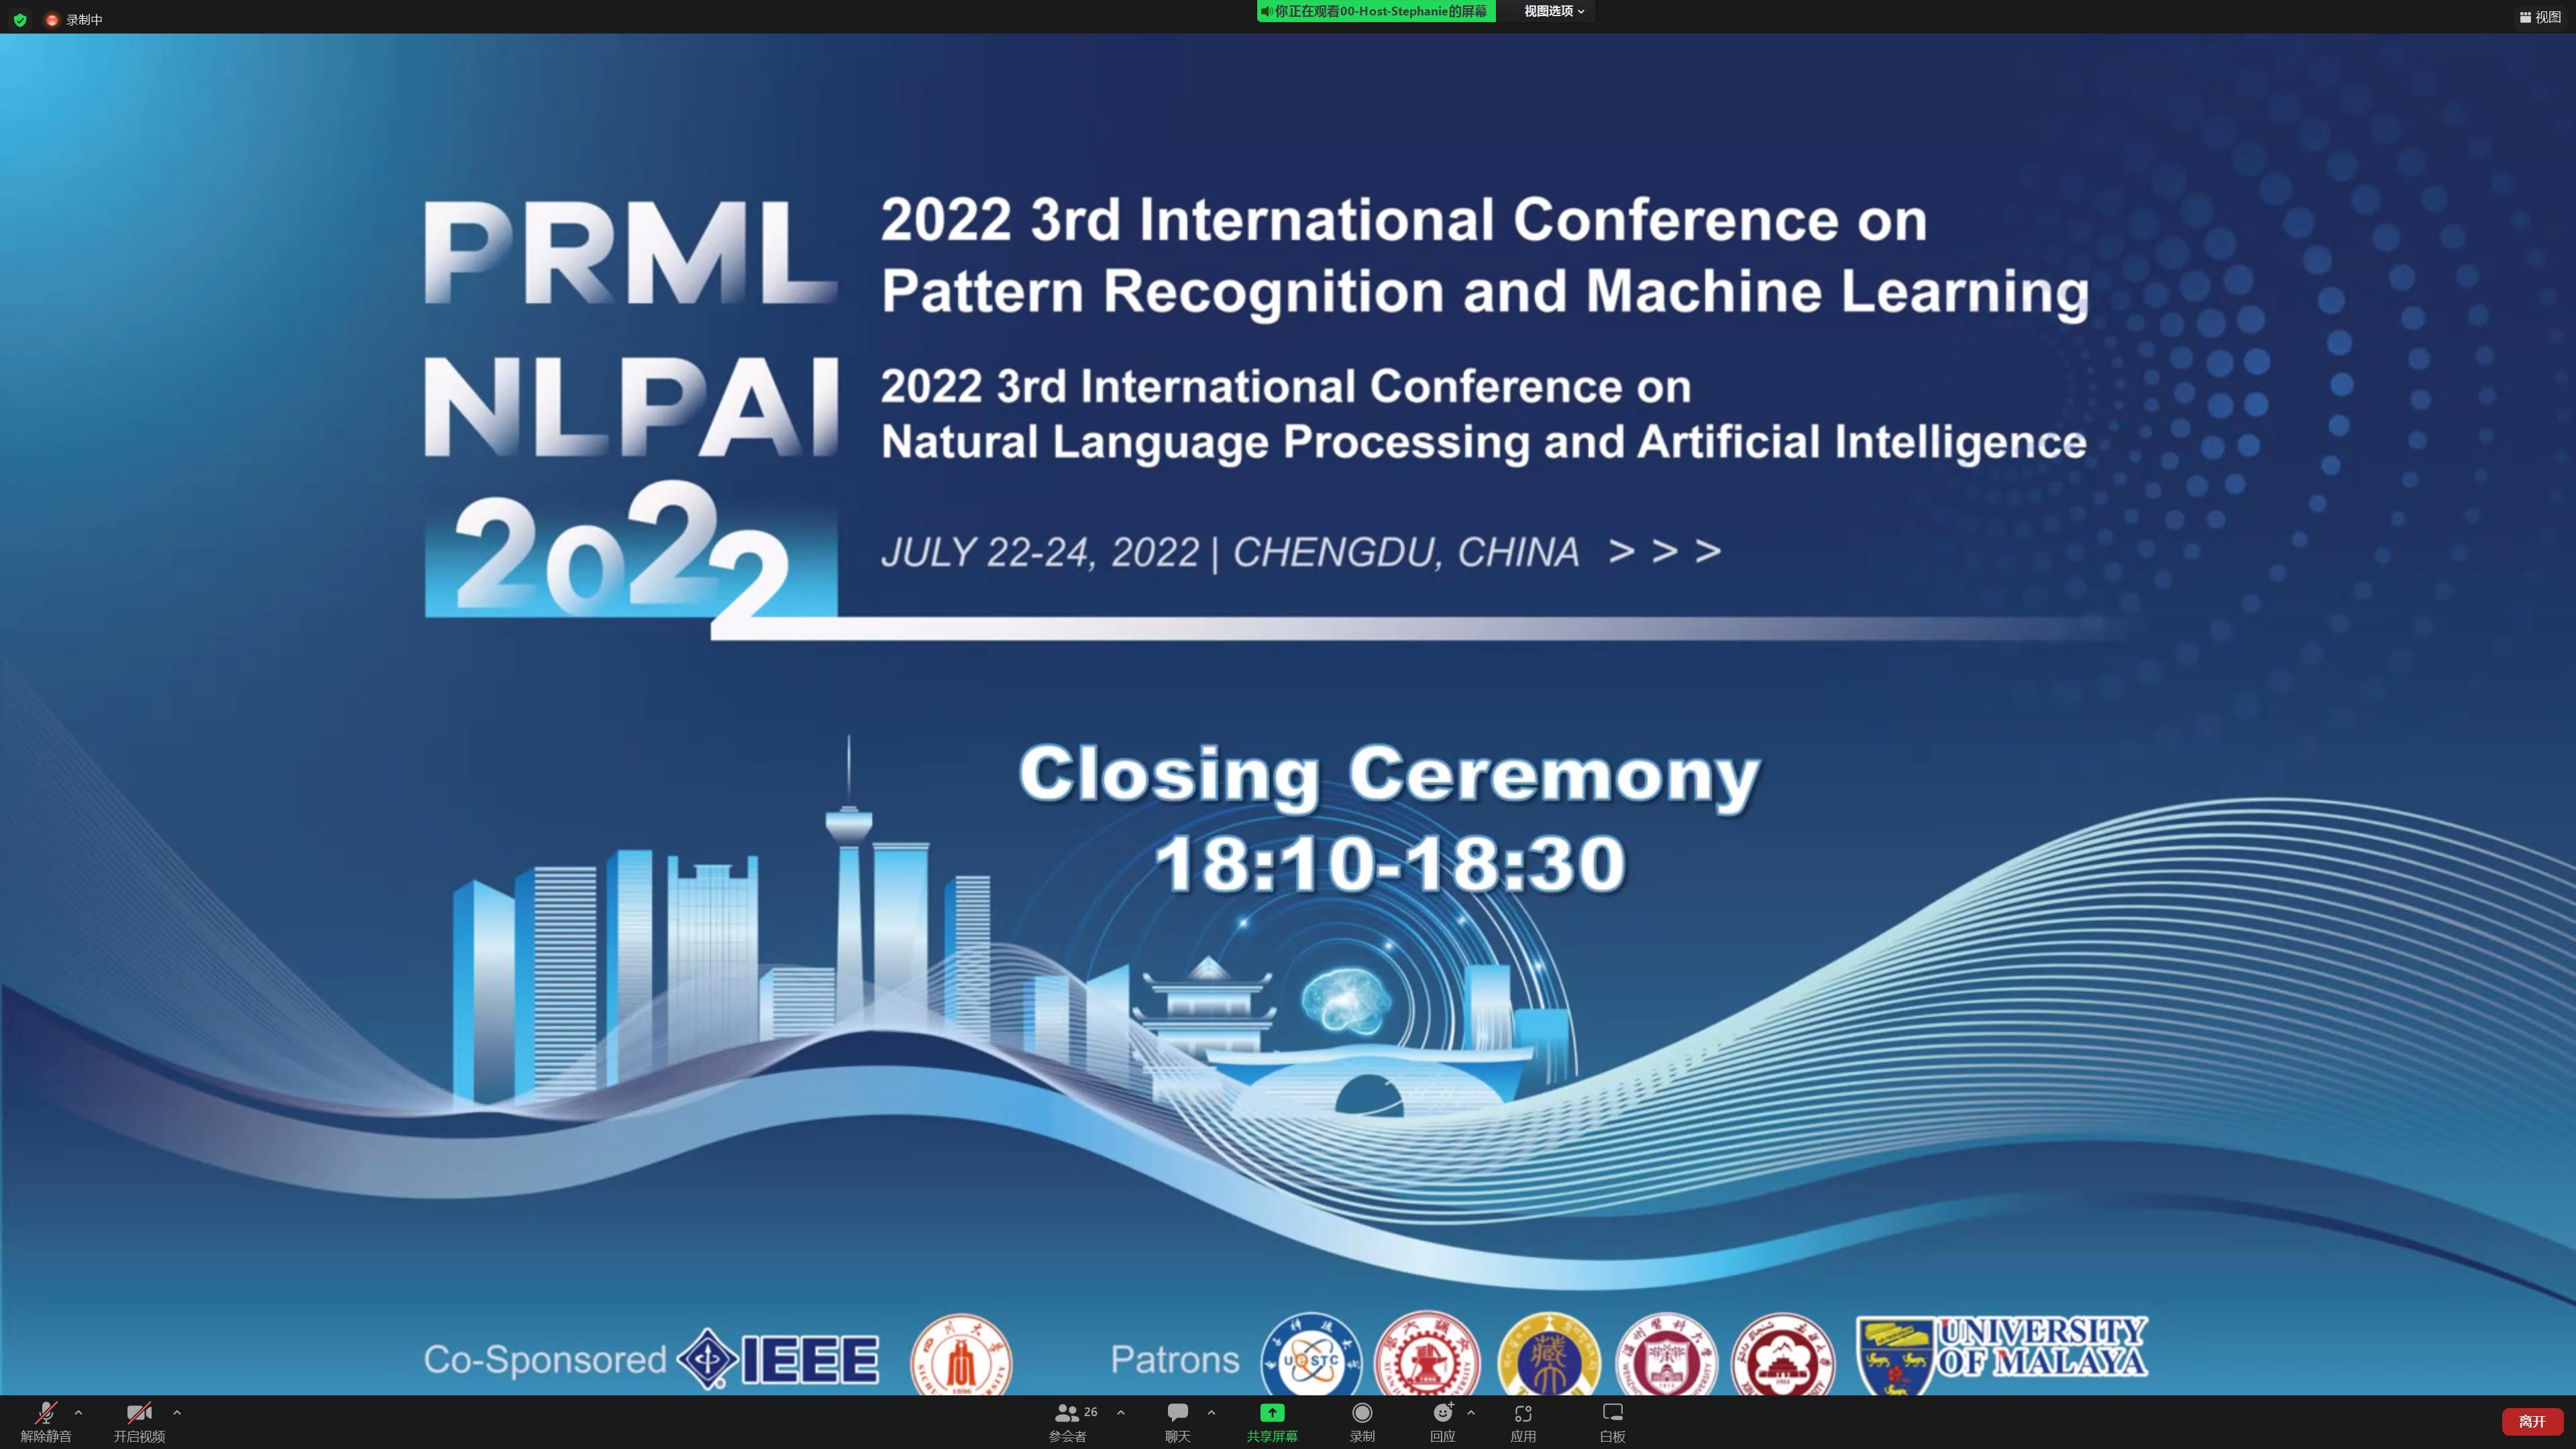 录制中
你正在观看00-Host-Stephanie的屏幕
视图选项
视图
PRML
2022 3rd International Conference on
Pattern Recognition and Machine Learning
NLPAI
2022 3rd International Conference on
Natural Language Processing and Artificial Intelligence
2022
JULY 22-24, 2022 | CHENGDU, CHINA > > >
Closing Ceremony
18:10-18:30
Co-Sponsored
IEEE
Patrons
UESTC
UNIVERSITY
OF MALAYA
解除静音
开启视频
26
参会者
聊天
共享屏幕
录制
回应
应用
白板
离开